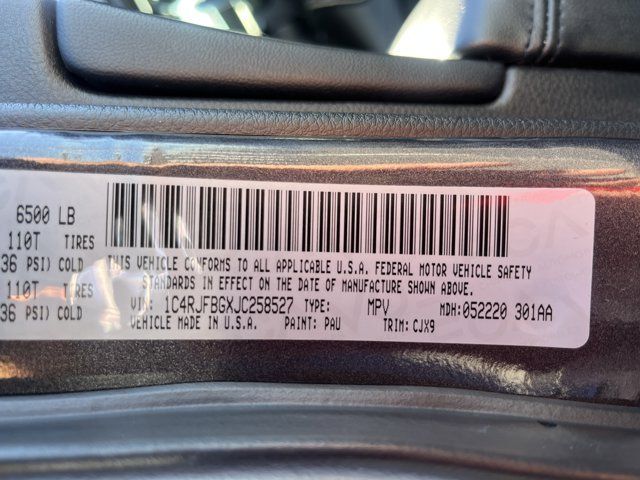 6500 LB
110T TIRES THIS VEHICLE CONFORMS TO ALL APPLICABLE U.S.A. FEDERAL MOTOR VEHICLE SAFETY
36 PSI) COLD STANDARDS IN EFFECT ON THE DATE OF MANUFACTURE SHOWN ABOVE.
110T TIRES VIN: 1C4RJFBGXJC258527 TYPE: MPV MDH:052220 301AA
36 PSI) COLD VEHICLE MADE IN U.S.A. PAINT: PAU TRIM: CJX9